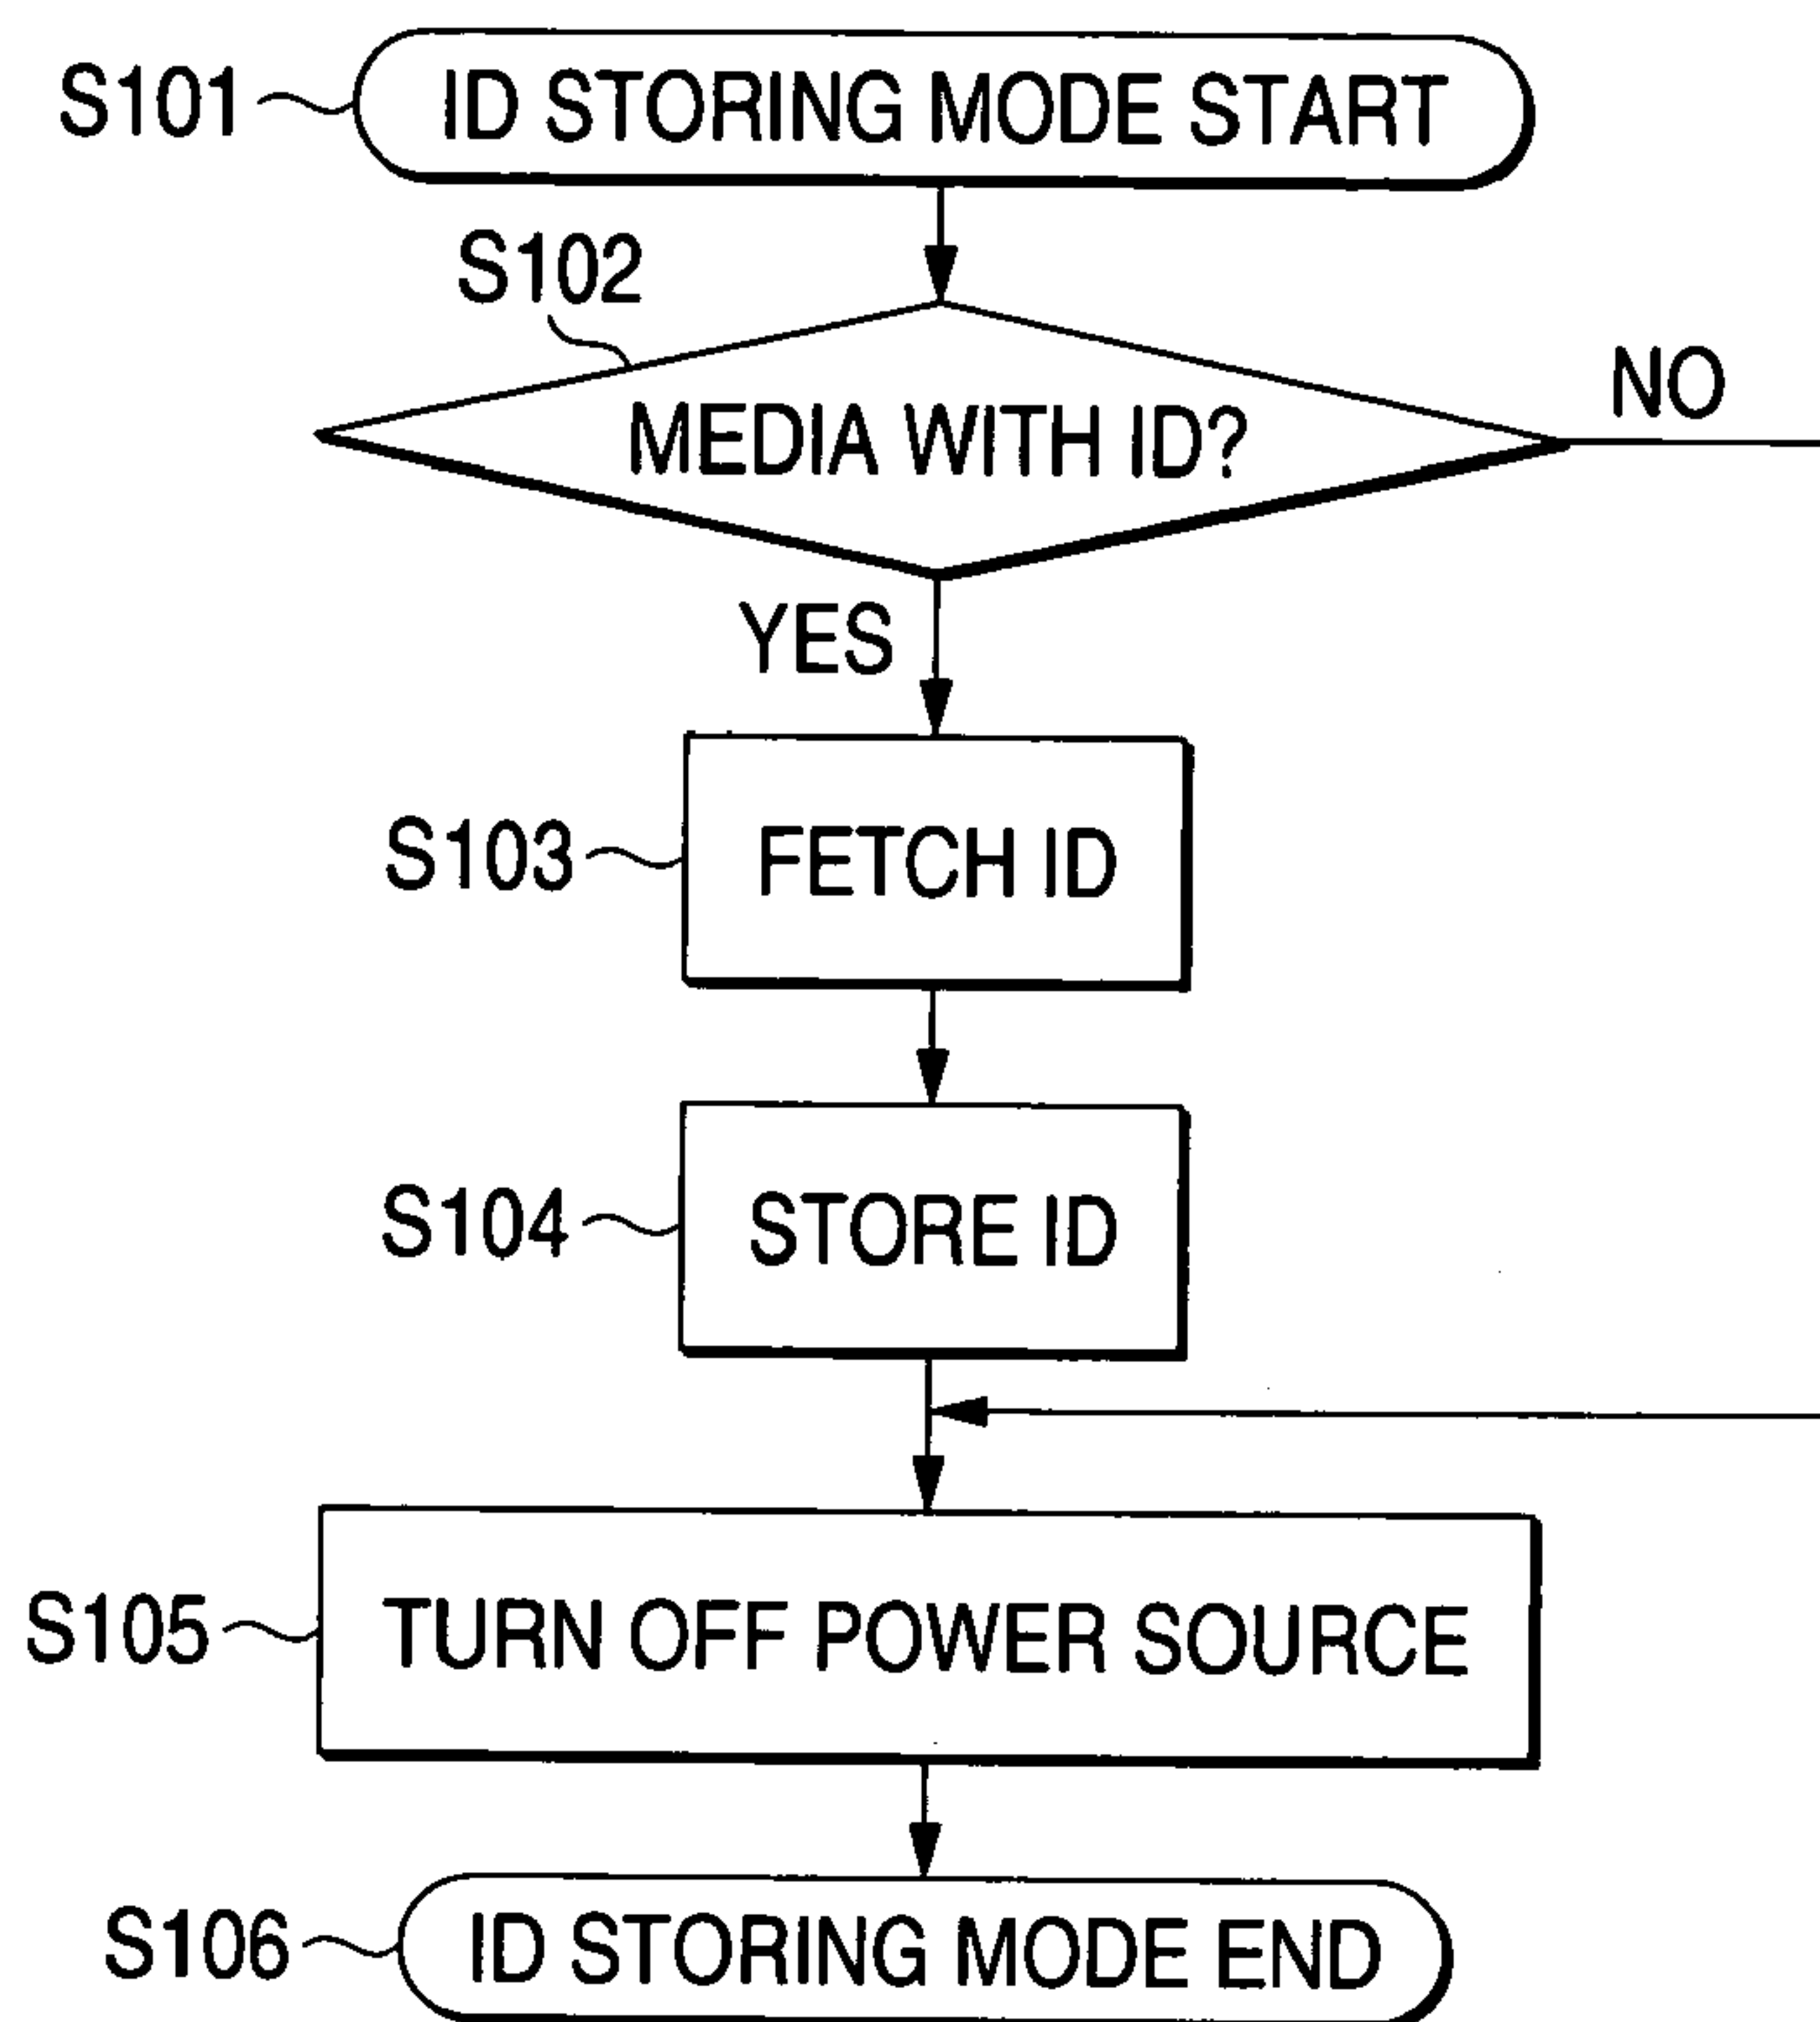 S101
ID STORING MODE START
S102
MEDIA WITH ID?
NO
YES
S103
FETCH ID
S104
STORE ID
S105
TURN OFF POWER SOURCE
S106
ID STORING MODE END